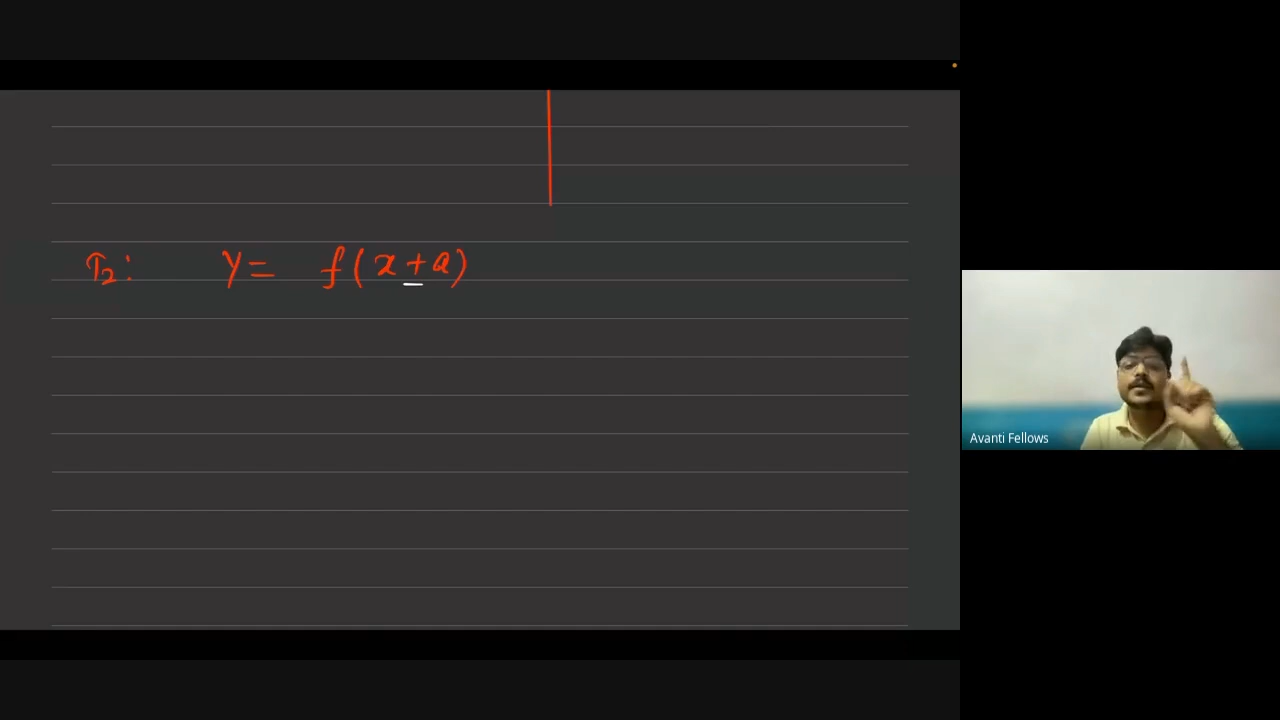 T2: y = f(x+a)
Avanti Fellows